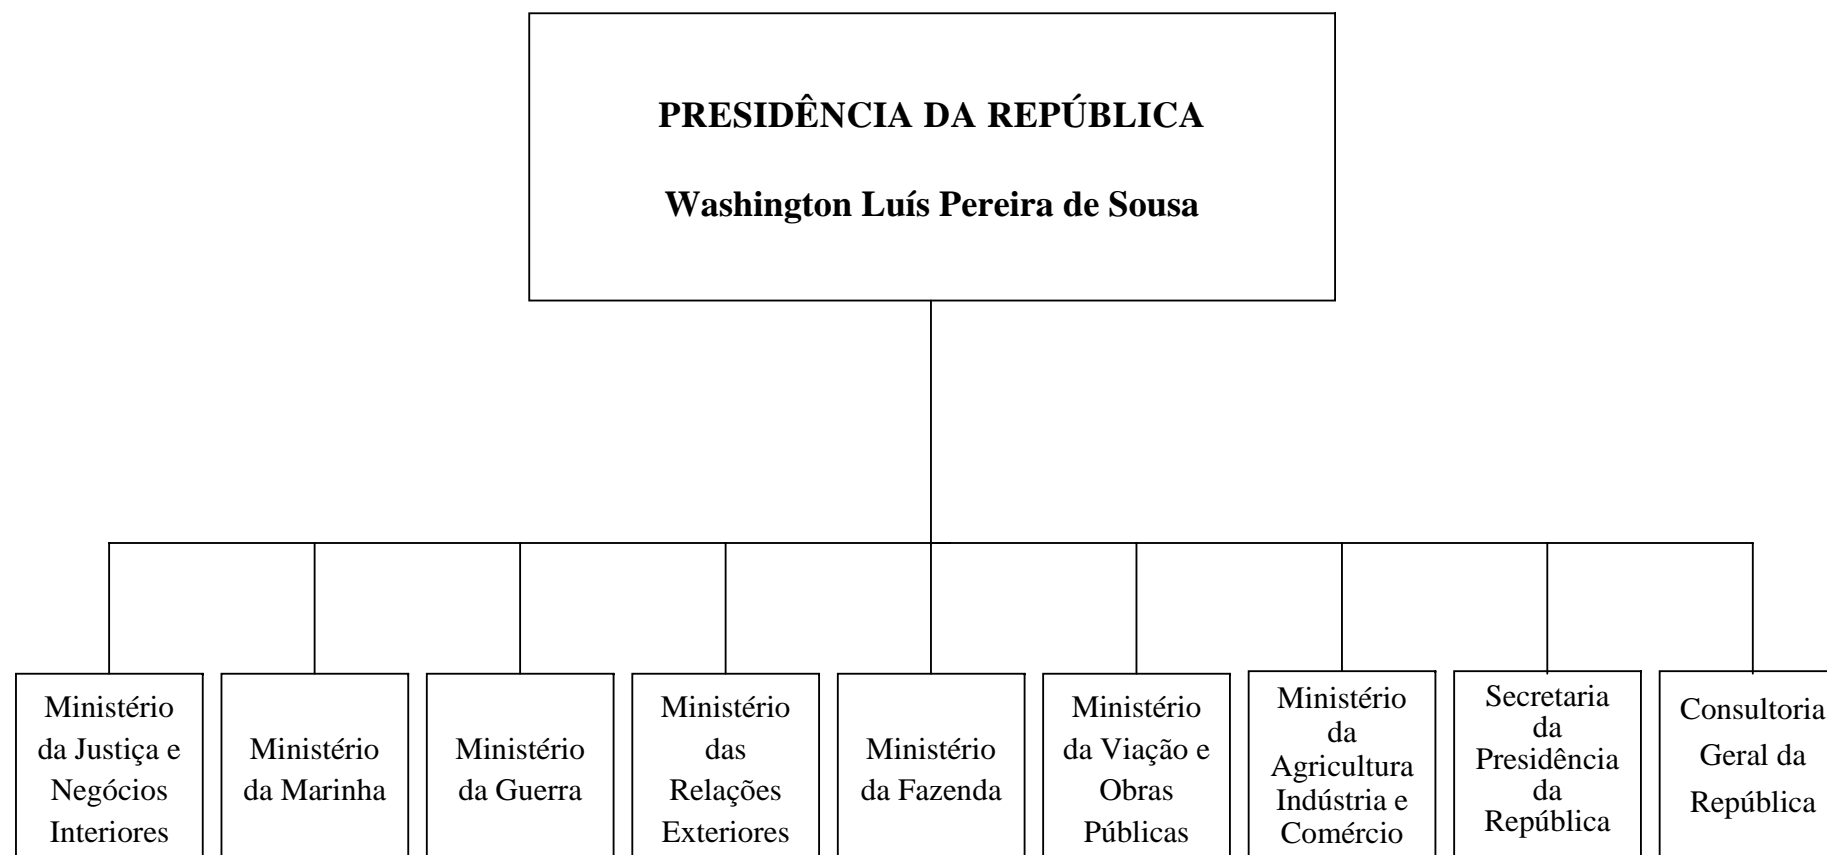 PRESIDÊNCIA DA REPÚBLICA
Washington Luís Pereira de Sousa
Ministério
da Justiça e
Negócios
Interiores
Ministério
da Marinha
Ministério
da Guerra
Ministério
das
Relações
Exteriores
Ministério
da Fazenda
Ministério
da Viação e
Obras
Públicas
Ministério
da
Agricultura
Indústria e
Comércio
Secretaria
da
Presidência
da
República
Consultoria
Geral da
República